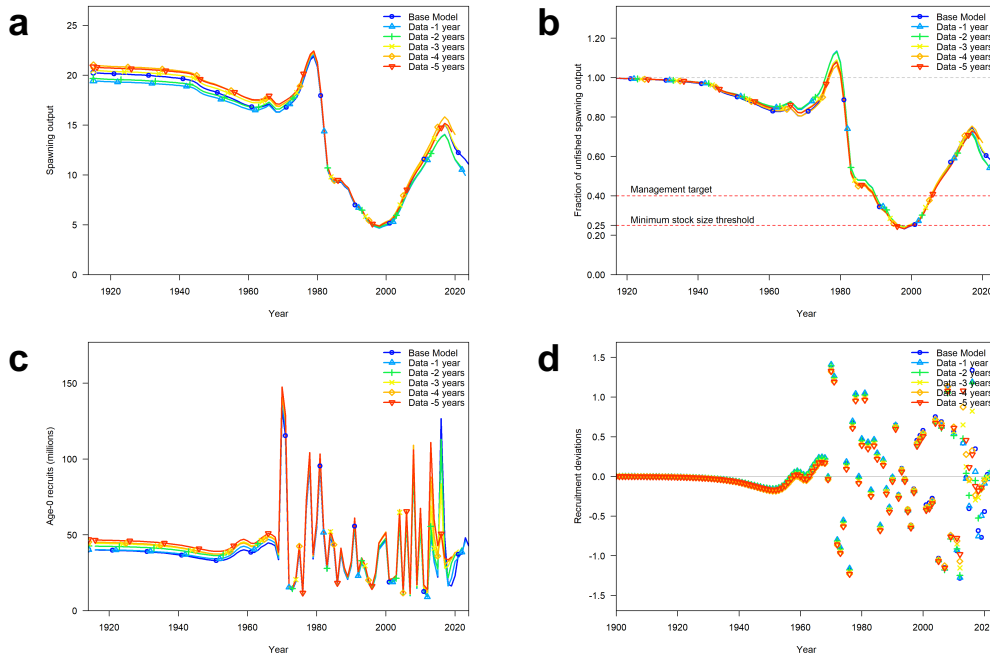 a
Spawning output
25
20
15
10
5
0
1920
1940
1960
1980
2000
2020
Year
Base Model
Data -1 year
Data -2 years
Data -3 years
Data -4 years
Data -5 years
b
Fraction of unfished spawning output
1.20
1.00
0.80
0.60
0.40
0.25
0.20
0.00
Management target
Minimum stock size threshold
1920
1940
1960
1980
2000
2020
Year
Base Model
Data -1 year
Data -2 years
Data -3 years
Data -4 years
Data -5 years
c
Age-0 recruits (millions)
150
100
50
0
1920
1940
1960
1980
2000
2020
Year
Base Model
Data -1 year
Data -2 years
Data -3 years
Data -4 years
Data -5 years
d
Recruitment deviations
1.5
1.0
0.5
0.0
-0.5
-1.0
-1.5
1900
1920
1940
1960
1980
2000
2020
Year
Base Model
Data -1 year
Data -2 years
Data -3 years
Data -4 years
Data -5 years